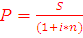 P = s / (1+i*n)